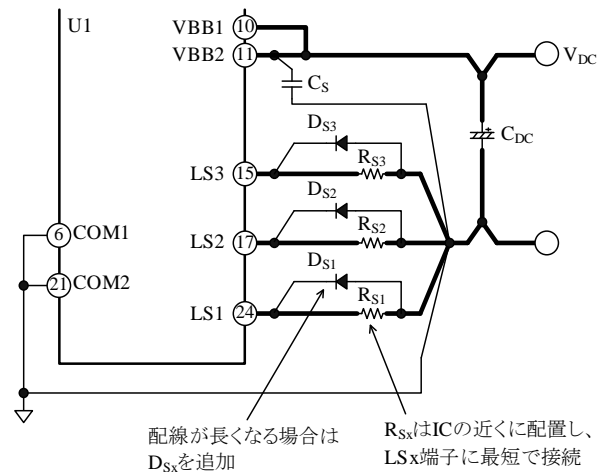 U1
VBB1
10
VBB2
11
V_DC
C_S
C_DC
D_S3
R_S3
LS3
15
D_S2
R_S2
LS2
17
6
COM1
21
COM2
D_S1
R_S1
LS1
24
配線が長くなる場合は
D_Sxを追加
R_SxはICの近くに配置し、
LSx端子に最短で接続